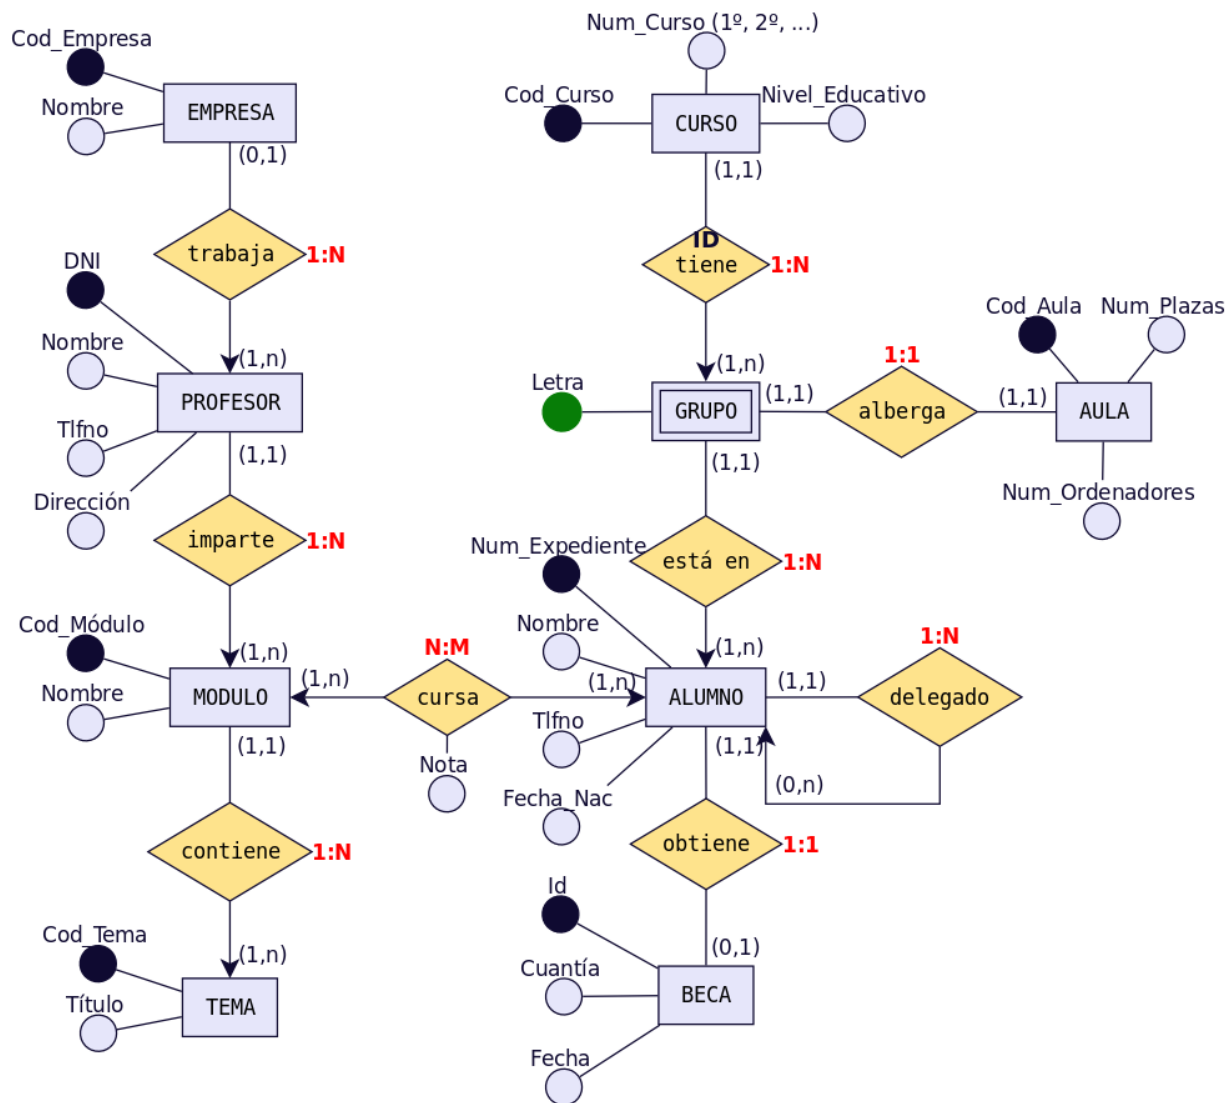 Cod_Empresa
Nombre
EMPRESA
(0,1)
trabaja
1:N
DNI
Nombre
Tlfno
Dirección
(1,n)
PROFESOR
(1,1)
imparte
1:N
Cod_Módulo
Nombre
(1,n)
MODULO
(1,1)
(1,n)
N:M
cursa
Nota
(1,n)
contiene
1:N
Cod_Tema
Título
(1,n)
TEMA
Num_Curso (1º, 2º, ...)
Cod_Curso
Nivel_Educativo
CURSO
(1,1)
ID
tiene
1:N
(1,n)
Letra
GRUPO
(1,1)
1:1
alberga
(1,1)
Cod_Aula
Num_Plazas
AULA
Num_Ordenadores
(1,1)
está en
1:N
Num_Expediente
Nombre
Tlfno
Fecha_Nac
(1,n)
ALUMNO
(1,1)
1:N
delegado
(0,n)
(1,1)
obtiene
1:1
Id
Cuantía
Fecha
(0,1)
BECA